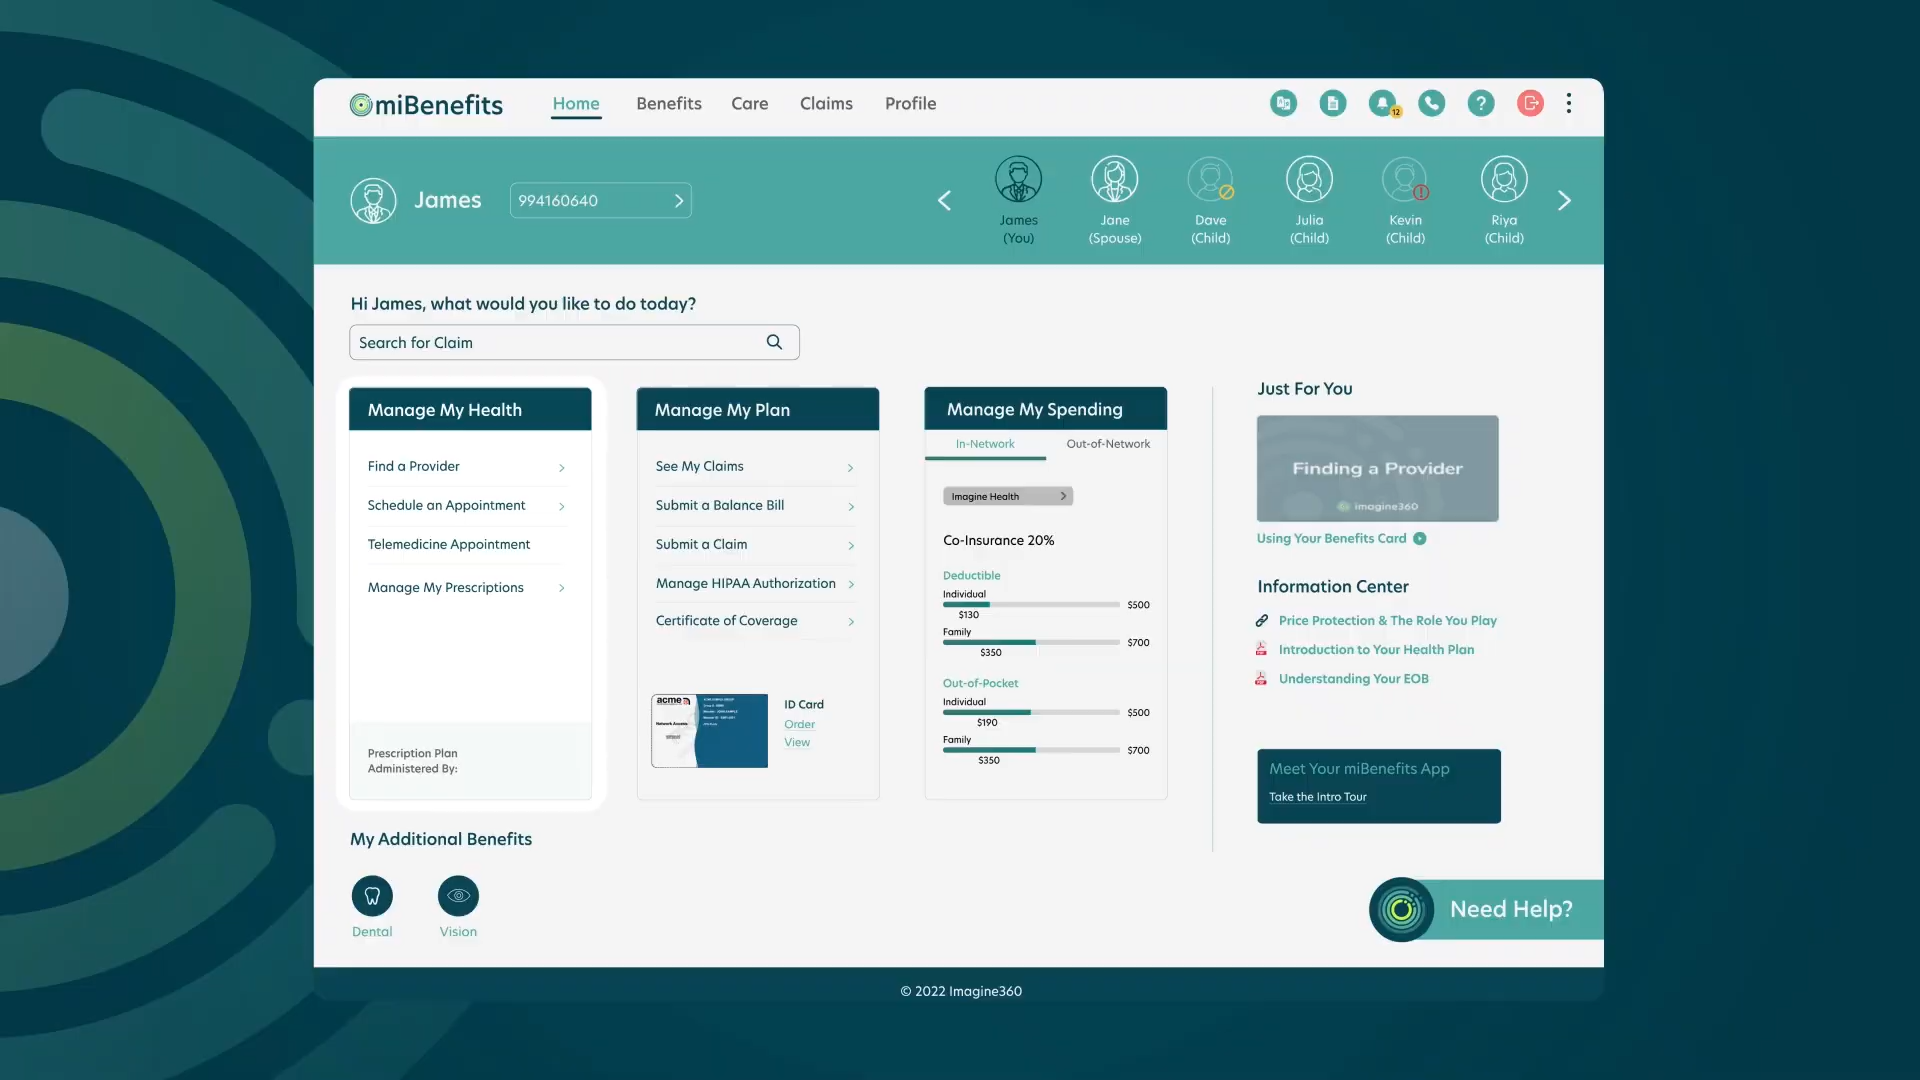 miBenefits
Home
Benefits
Care
Claims
Profile
12
James
994160640
James
(You)
Jane
(Spouse)
Dave
(Child)
Julia
(Child)
Kevin
(Child)
Riya
(Child)
Hi James, what would you like to do today?
Search for Claim
Manage My Health
Find a Provider
Schedule an Appointment
Telemedicine Appointment
Manage My Prescriptions
Prescription Plan
Administered By:
Manage My Plan
See My Claims
Submit a Balance Bill
Submit a Claim
Manage HIPAA Authorization
Certificate of Coverage
acme
ID Card
Order
View
Manage My Spending
In-Network
Out-of-Network
Imagine Health
Co-Insurance 20%
Deductible
Individual
$500
$130
Family
$700
$350
Out-of-Pocket
Individual
$500
$190
Family
$700
$350
Just For You
Finding a Provider
imagine360
Using Your Benefits Card
Information Center
Price Protection & The Role You Play
Introduction to Your Health Plan
Understanding Your EOB
Meet Your miBenefits App
Take the Intro Tour
My Additional Benefits
Dental
Vision
Need Help?
© 2022 Imagine360